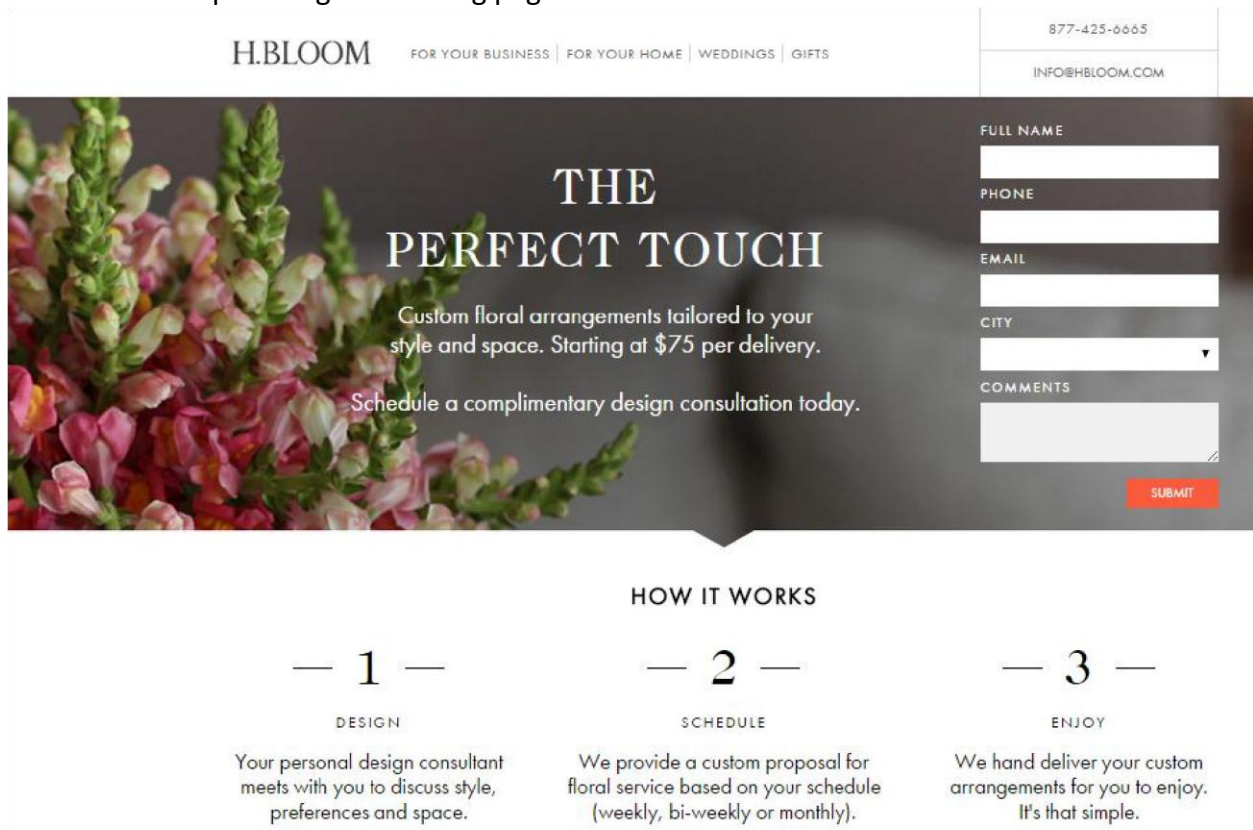 H.BLOOM
FOR YOUR BUSINESS | FOR YOUR HOME | WEDDINGS | GIFTS
877-425-6665
INFO@HBLOOM.COM
THE
PERFECT TOUCH
Custom floral arrangements tailored to your
style and space. Starting at $75 per delivery.
Schedule a complimentary design consultation today.
FULL NAME
PHONE
EMAIL
CITY
COMMENTS
SUBMIT
HOW IT WORKS
— 1 —
DESIGN
Your personal design consultant
meets with you to discuss style,
preferences and space.
— 2 —
SCHEDULE
We provide a custom proposal for
floral service based on your schedule
(weekly, bi-weekly or monthly).
— 3 —
ENJOY
We hand deliver your custom
arrangements for you to enjoy.
It's that simple.